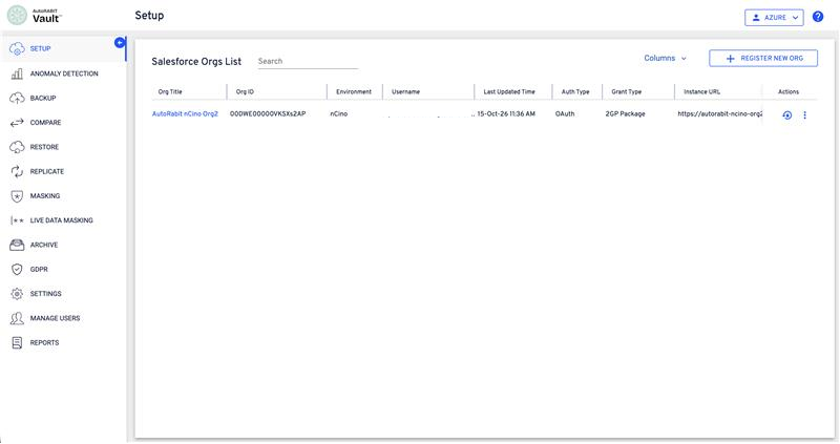 AutoRABIT
Vault™
Setup
AZURE
SETUP
ANOMALY DETECTION
BACKUP
COMPARE
RESTORE
REPLICATE
MASKING
LIVE DATA MASKING
ARCHIVE
GDPR
SETTINGS
MANAGE USERS
REPORTS
Salesforce Orgs List
Search
Columns
+ REGISTER NEW ORG
Org Title Org ID Environment Username Last Updated Time Auth Type Grant Type Instance URL Actions
AutoRabit nCino Org2 00DWE00000VKSXs2AP nCino .. 15-Oct-26 11:36 AM OAuth 2GP Package https://autorabit-ncino-org2